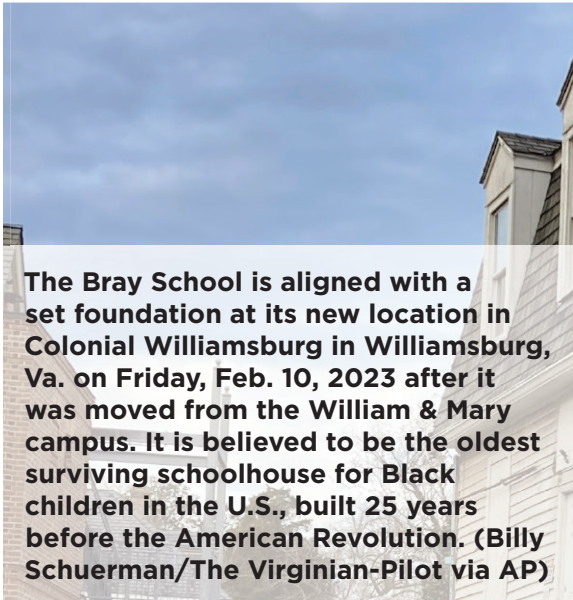 The Bray School is aligned with a
set foundation at its new location in
Colonial Williamsburg in Williamsburg,
Va. on Friday, Feb. 10, 2023 after it
was moved from the William & Mary
campus. It is believed to be the oldest
surviving schoolhouse for Black
children in the U.S., built 25 years
before the American Revolution. (Billy
Schuerman/The Virginian-Pilot via AP)